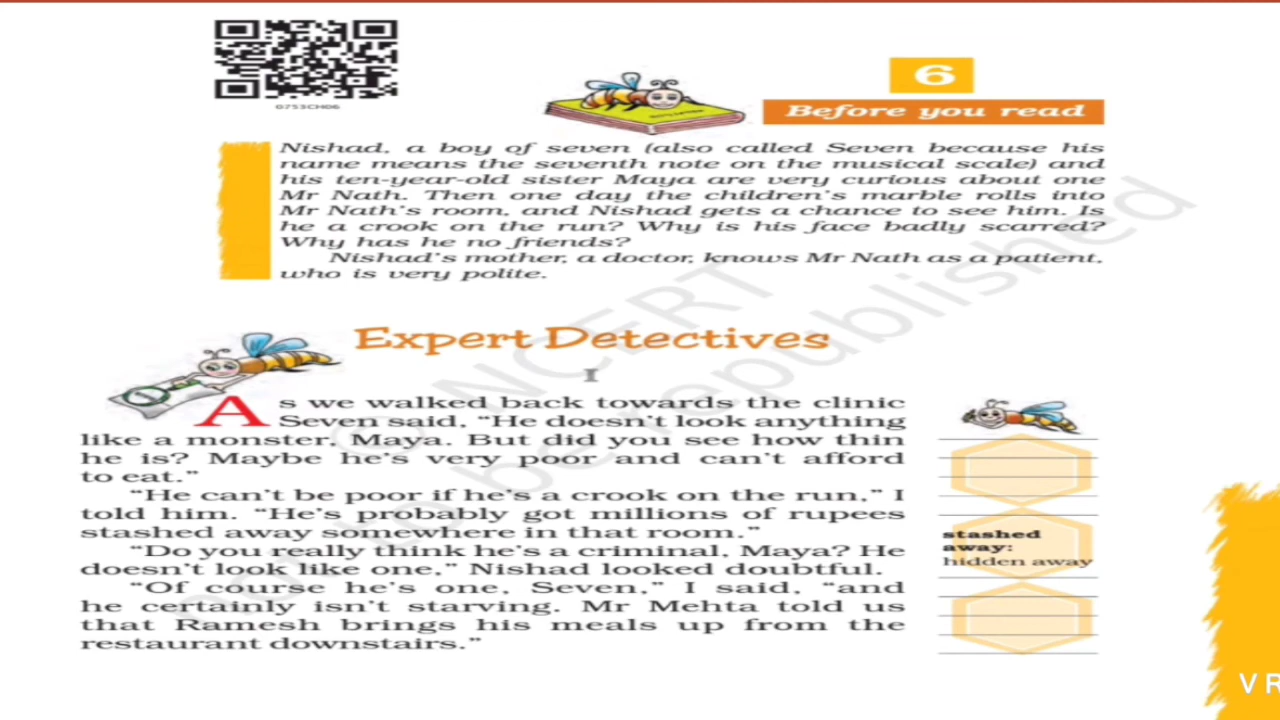 0753CH06
6
Before you read
Nishad, a boy of seven (also called Seven because his
name means the seventh note on the musical scale) and
his ten-year-old sister Maya are very curious about one
Mr Nath. Then one day the children's marble rolls into
Mr Nath's room, and Nishad gets a chance to see him. Is
he a crook on the run? Why is his face badly scarred?
Why has he no friends?
Nishad's mother, a doctor, knows Mr Nath as a patient,
who is very polite.
Expert Detectives
I
As we walked back towards the clinic
Seven said, “He doesn't look anything
like a monster, Maya. But did you see how thin
he is? Maybe he's very poor and can't afford
to eat.”
“He can't be poor if he's a crook on the run,” I
told him. “He's probably got millions of rupees
stashed away somewhere in that room.”
“Do you really think he's a criminal, Maya? He
doesn't look like one,” Nishad looked doubtful.
“Of course he's one, Seven,” I said, “and
he certainly isn't starving. Mr Mehta told us
that Ramesh brings his meals up from the
restaurant downstairs.”
stashed
away:
hidden away
© NCERT
not to be republished
V R